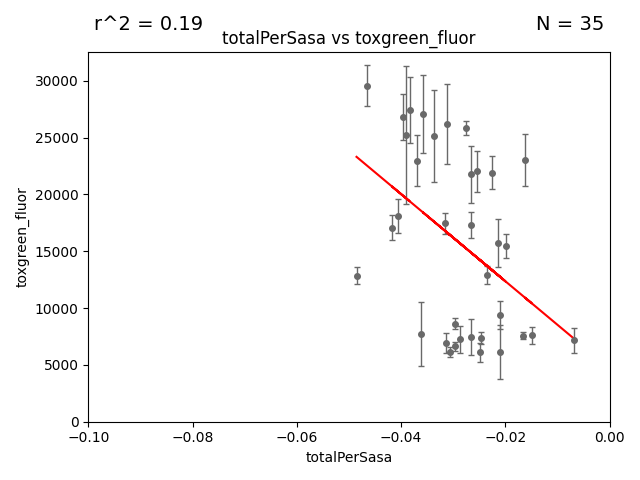 r^2 = 0.19
N = 35
totalPerSasa vs toxgreen_fluor
30000
25000
20000
15000
10000
5000
0
toxgreen_fluor
−0.10
−0.08
−0.06
−0.04
−0.02
0.00
totalPerSasa